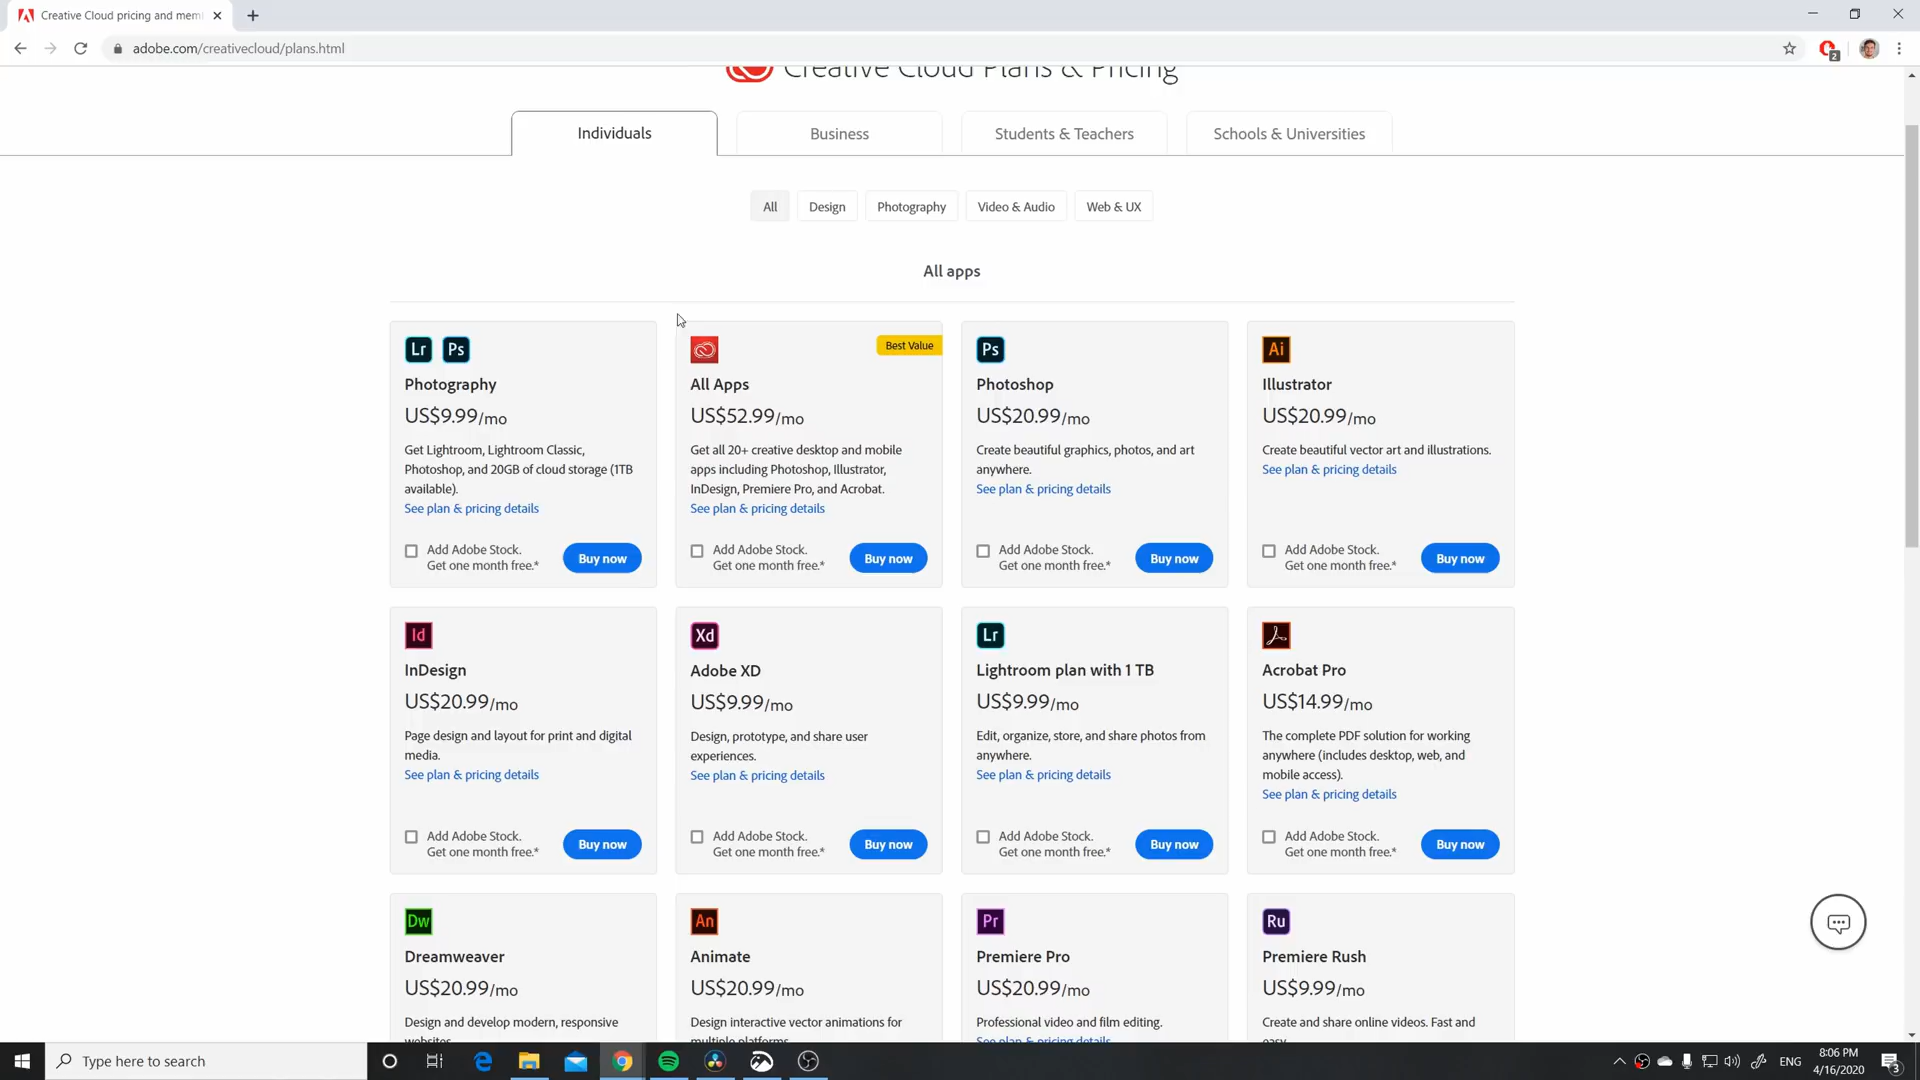 Creative Cloud pricing and mem
adobe.com/creativecloud/plans.html
2
Creative Cloud Plans & Pricing
Individuals
Business
Students & Teachers
Schools & Universities
All
Design
Photography
Video & Audio
Web & UX
All apps
Lr Ps
Photography
US$9.99/mo
Get Lightroom, Lightroom Classic,
Photoshop, and 20GB of cloud storage (1TB
available).
See plan & pricing details
Add Adobe Stock.
Get one month free.*
Buy now
Best Value
All Apps
US$52.99/mo
Get all 20+ creative desktop and mobile
apps including Photoshop, Illustrator,
InDesign, Premiere Pro, and Acrobat.
See plan & pricing details
Add Adobe Stock.
Get one month free.*
Buy now
Ps
Photoshop
US$20.99/mo
Create beautiful graphics, photos, and art
anywhere.
See plan & pricing details
Add Adobe Stock.
Get one month free.*
Buy now
Ai
Illustrator
US$20.99/mo
Create beautiful vector art and illustrations.
See plan & pricing details
Add Adobe Stock.
Get one month free.*
Buy now
Id
InDesign
US$20.99/mo
Page design and layout for print and digital
media.
See plan & pricing details
Add Adobe Stock.
Get one month free.*
Buy now
Xd
Adobe XD
US$9.99/mo
Design, prototype, and share user
experiences.
See plan & pricing details
Add Adobe Stock.
Get one month free.*
Buy now
Lr
Lightroom plan with 1 TB
US$9.99/mo
Edit, organize, store, and share photos from
anywhere.
See plan & pricing details
Add Adobe Stock.
Get one month free.*
Buy now
Acrobat Pro
US$14.99/mo
The complete PDF solution for working
anywhere (includes desktop, web, and
mobile access).
See plan & pricing details
Add Adobe Stock.
Get one month free.*
Buy now
Dw
Dreamweaver
US$20.99/mo
Design and develop modern, responsive
websites.
An
Animate
US$20.99/mo
Design interactive vector animations for
multiple platforms.
Pr
Premiere Pro
US$20.99/mo
Professional video and film editing.
See plan & pricing details
Ru
Premiere Rush
US$9.99/mo
Create and share online videos. Fast and
easy.
Type here to search
ENG
8:06 PM
4/16/2020
3